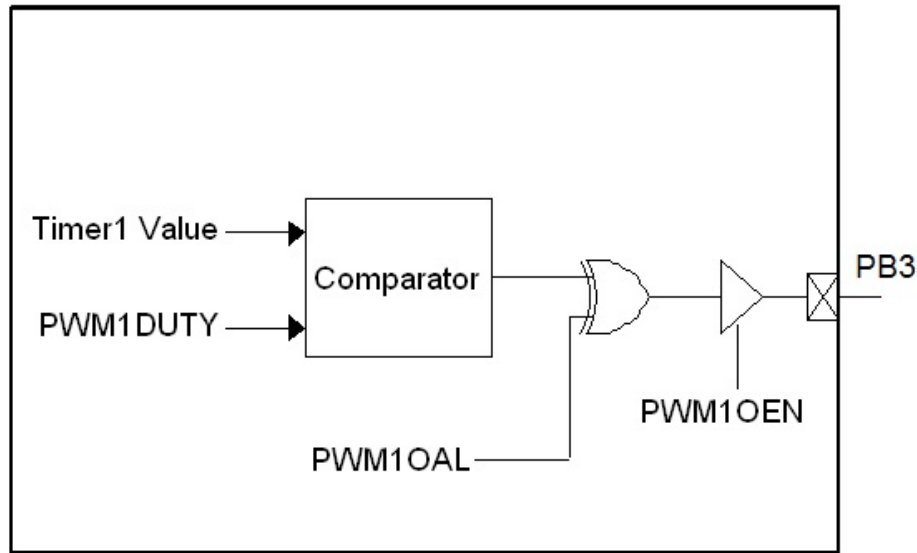 Timer1 Value
Comparator
PB3
PWM1DUTY
PWM1OEN
PWM1OAL